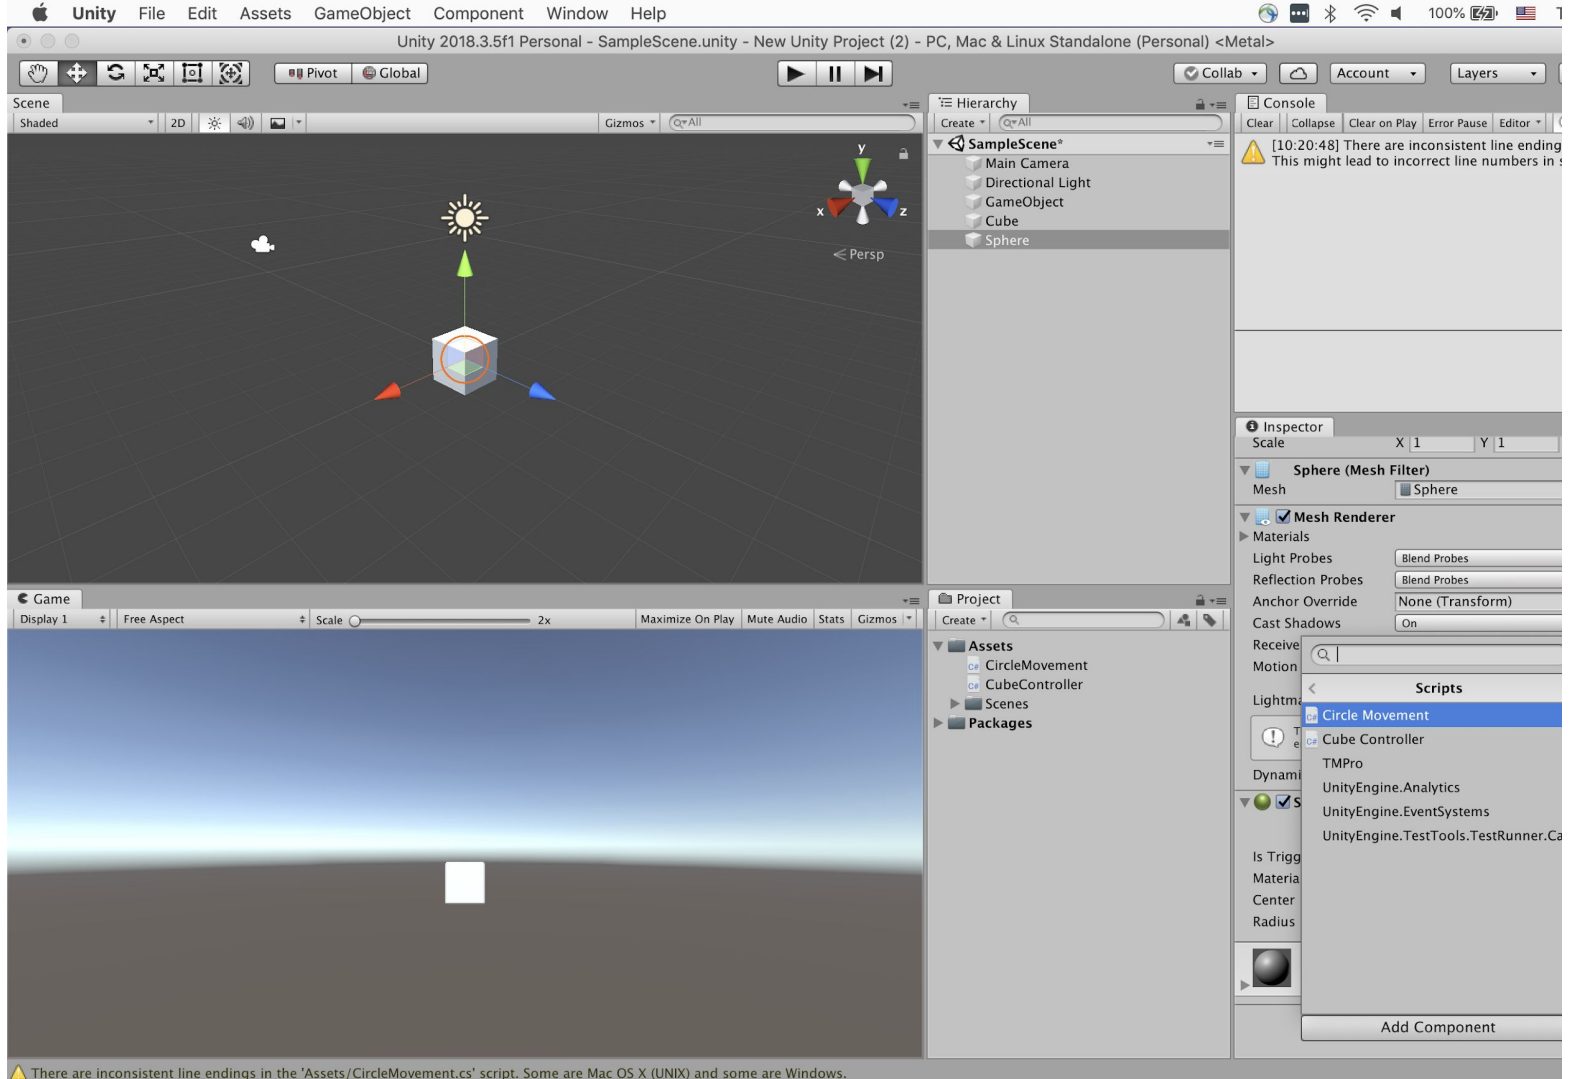 Unity File Edit Assets GameObject Component Window Help
100%
Unity 2018.3.5f1 Personal - SampleScene.unity - New Unity Project (2) - PC, Mac & Linux Standalone (Personal) <Metal>
Pivot Global
Collab Account Layers
Scene
Shaded 2D Gizmos All
y
x z
Persp
Hierarchy
Create All
SampleScene*
Main Camera
Directional Light
GameObject
Cube
Sphere
Console
Clear Collapse Clear on Play Error Pause Editor
[10:20:48] There are inconsistent line ending
This might lead to incorrect line numbers in s
Game
Display 1 Free Aspect Scale 2x Maximize On Play Mute Audio Stats Gizmos
Project
Create
Assets
C# CircleMovement
C# CubeController
Scenes
Packages
Inspector
Scale X 1 Y 1
Sphere (Mesh Filter)
Mesh Sphere
Mesh Renderer
Materials
Light Probes Blend Probes
Reflection Probes Blend Probes
Anchor Override None (Transform)
Cast Shadows On
Receive
Motion
Lightma
T
e
Dynami
S
Is Trigg
Materia
Center
Radius
Scripts
C# Circle Movement
C# Cube Controller
TMPro
UnityEngine.Analytics
UnityEngine.EventSystems
UnityEngine.TestTools.TestRunner.Ca
Add Component
There are inconsistent line endings in the 'Assets/CircleMovement.cs' script. Some are Mac OS X (UNIX) and some are Windows.